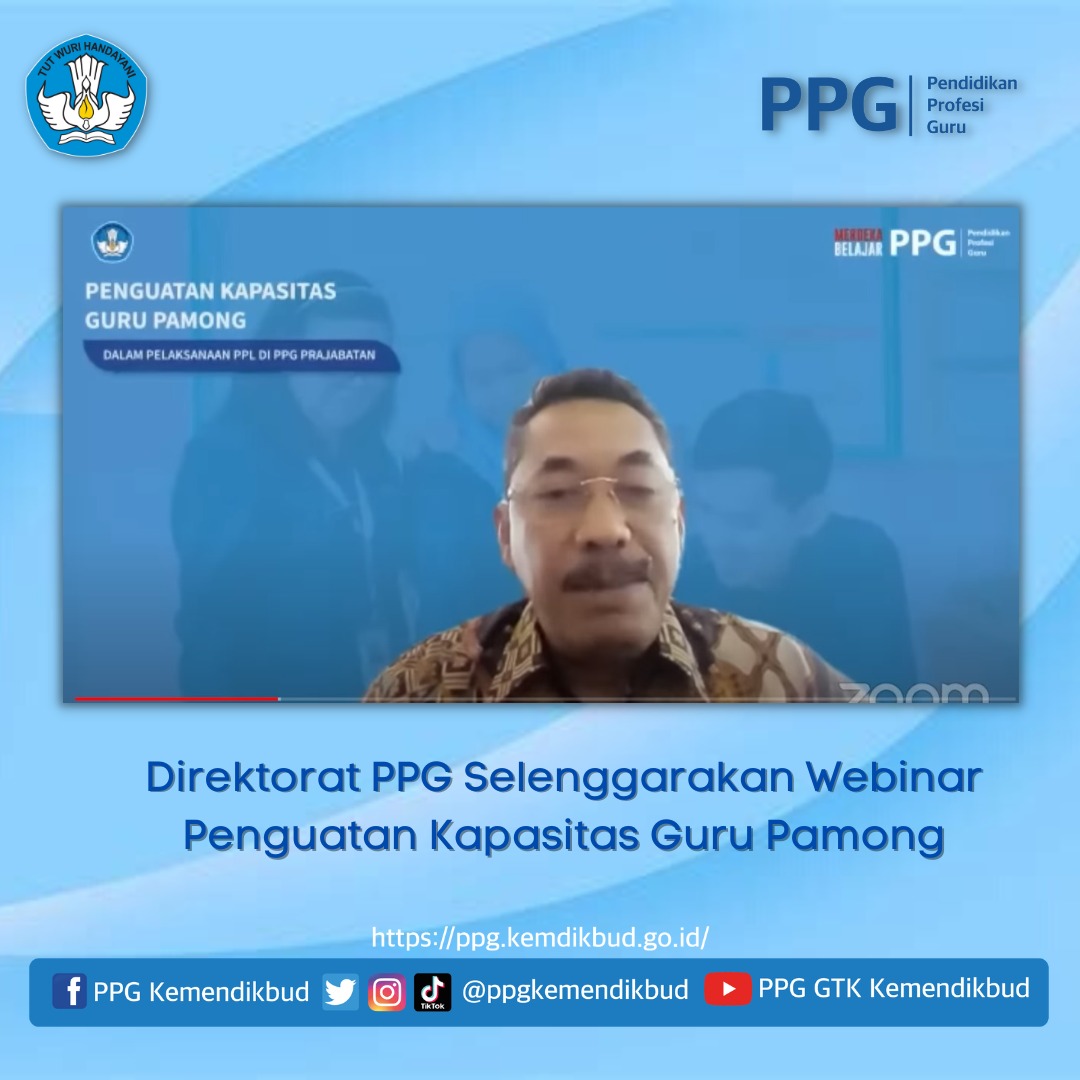 TUT WURI HANDAYANI
PPG
Pendidikan
Profesi
Guru
MERDEKA
BELAJAR
PPG
Pendidikan
Profesi
Guru
PENGUATAN KAPASITAS
GURU PAMONG
DALAM PELAKSANAAN PPL DI PPG PRAJABATAN
zoom
Direktorat PPG Selenggarakan Webinar
Penguatan Kapasitas Guru Pamong
https://ppg.kemdikbud.go.id/
PPG Kemendikbud
TikTok
@ppgkemendikbud
PPG GTK Kemendikbud